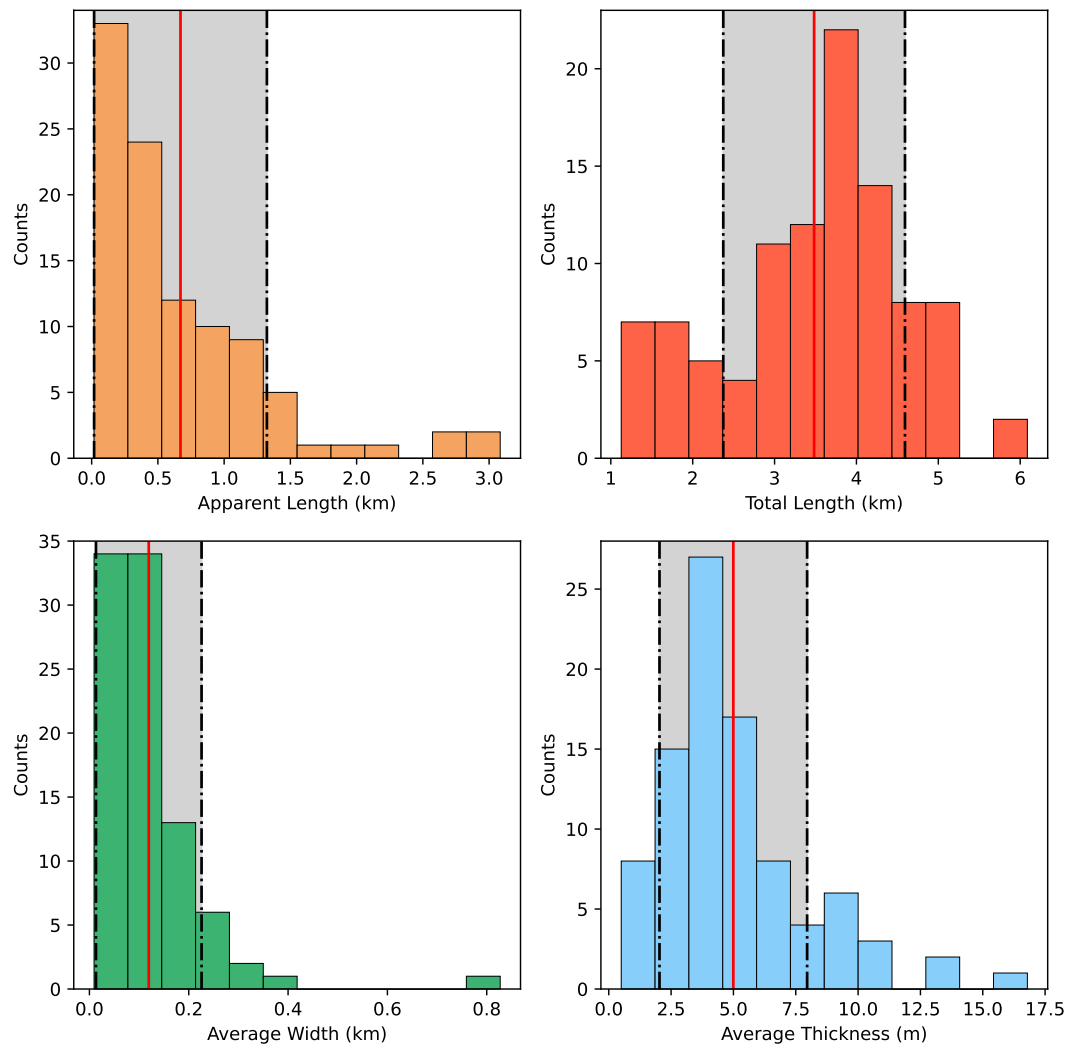 30
25
20
15
10
5
0
Counts
0.0 0.5 1.0 1.5 2.0 2.5 3.0
Apparent Length (km)
20
15
10
5
0
Counts
1 2 3 4 5 6
Total Length (km)
35
30
25
20
15
10
5
0
Counts
0.0 0.2 0.4 0.6 0.8
Average Width (km)
25
20
15
10
5
0
Counts
0.0 2.5 5.0 7.5 10.0 12.5 15.0 17.5
Average Thickness (m)